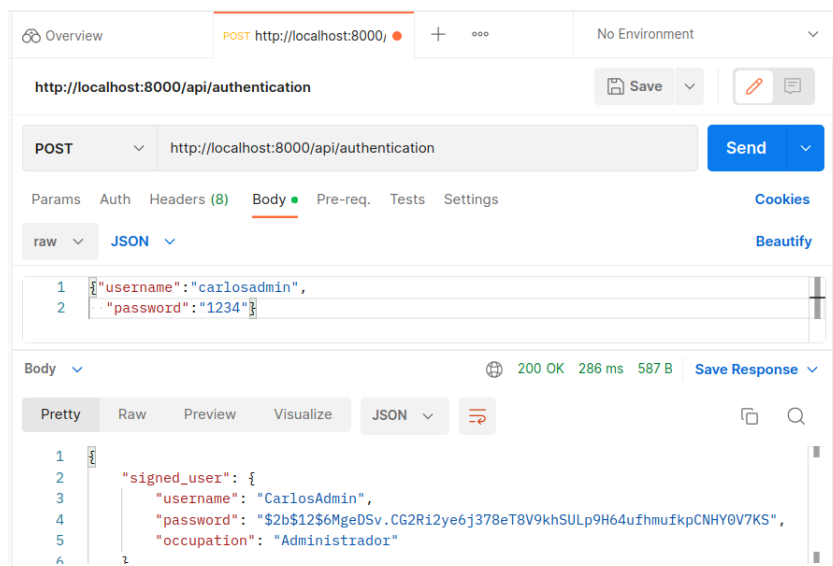 Overview POST http://localhost:8000/ + ooo No Environment
http://localhost:8000/api/authentication Save
POST http://localhost:8000/api/authentication Send
Params Auth Headers (8) Body Pre-req. Tests Settings Cookies
raw JSON Beautify
1 {"username":"carlosadmin",
2 "password":"1234"}
Body 200 OK 286 ms 587 B Save Response
Pretty Raw Preview Visualize JSON
1 {
2 "signed_user": {
3 "username": "CarlosAdmin",
4 "password": "$2b$12$6MgeDSv.CG2Ri2ye6j378eT8V9khSULp9H64ufhmufkpCNHY0V7KS",
5 "occupation": "Administrador"
6 }